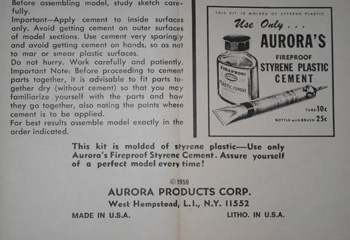 Before assembling model, study sketch care-
fully.
Important—Apply cement to inside surfaces
only. Avoid getting cement on outer surfaces
of model sections. Use cement very sparingly
and avoid getting cement on hands, so as not
to mar or smear plastic surfaces.
Do not hurry. Work carefully and patiently.
Important Note: Before proceeding to cement
parts together, it is advisable to fit parts to-
gether dry (without cement) so that you may
familiarize yourself with the parts and how
they go together, also noting the points where
cement is to be applied.
For best results assemble model exactly in the
order indicated.
THIS KIT IS MOLDED OF STYRENE PLASTIC
Use Only...
AURORA'S
FIREPROOF
STYRENE PLASTIC
CEMENT
TUBE 10c
BOTTLE WITH BRUSH 25c
This kit is molded of styrene plastic—Use only
Aurora's Fireproof Styrene Cement. Assure yourself
of a perfect model every time!
©1959
AURORA PRODUCTS CORP.
West Hempstead, L.I., N.Y. 11552
MADE IN U.S.A.
LITHO. IN U.S.A.